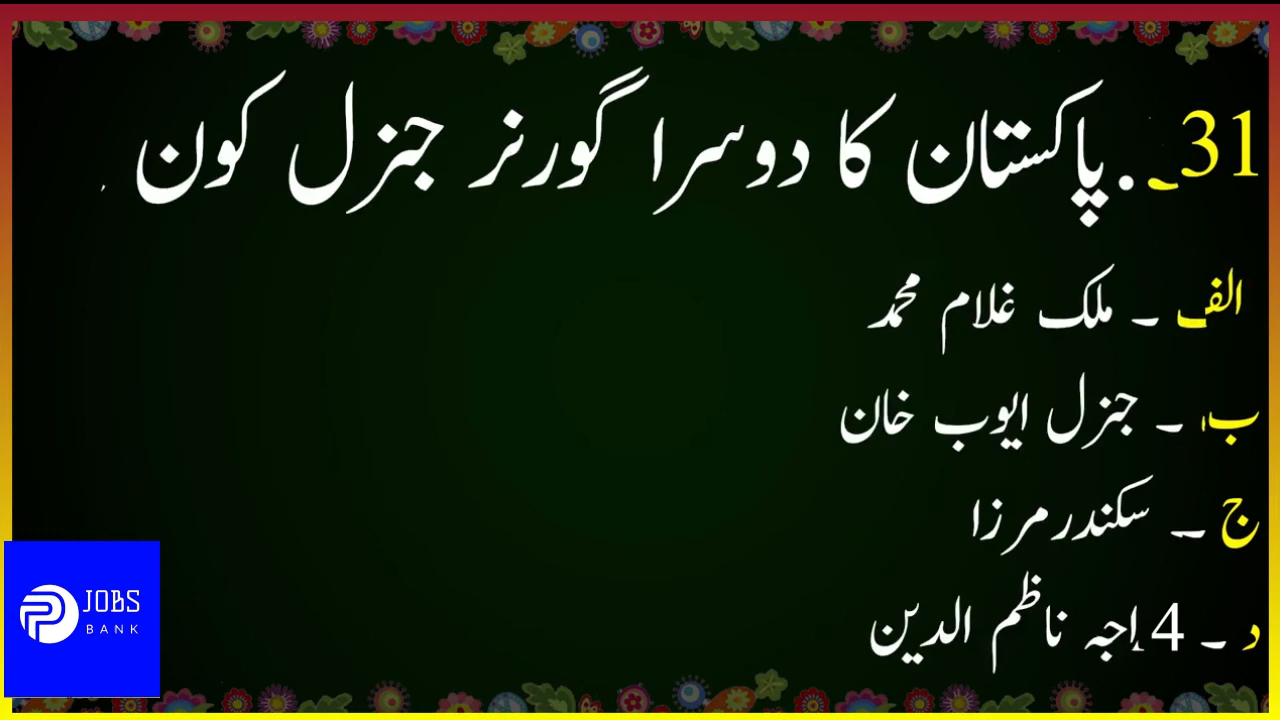 31۔ .پاکستان کا دوسرا گورنر جنرل کون
الف ۔ ملک غلام محمد
ب ۔ جنرل ایوب خان
ج ۔ سکندر مرزا
د ۔ 4اجہ ناظم الدین
JOBS
BANK